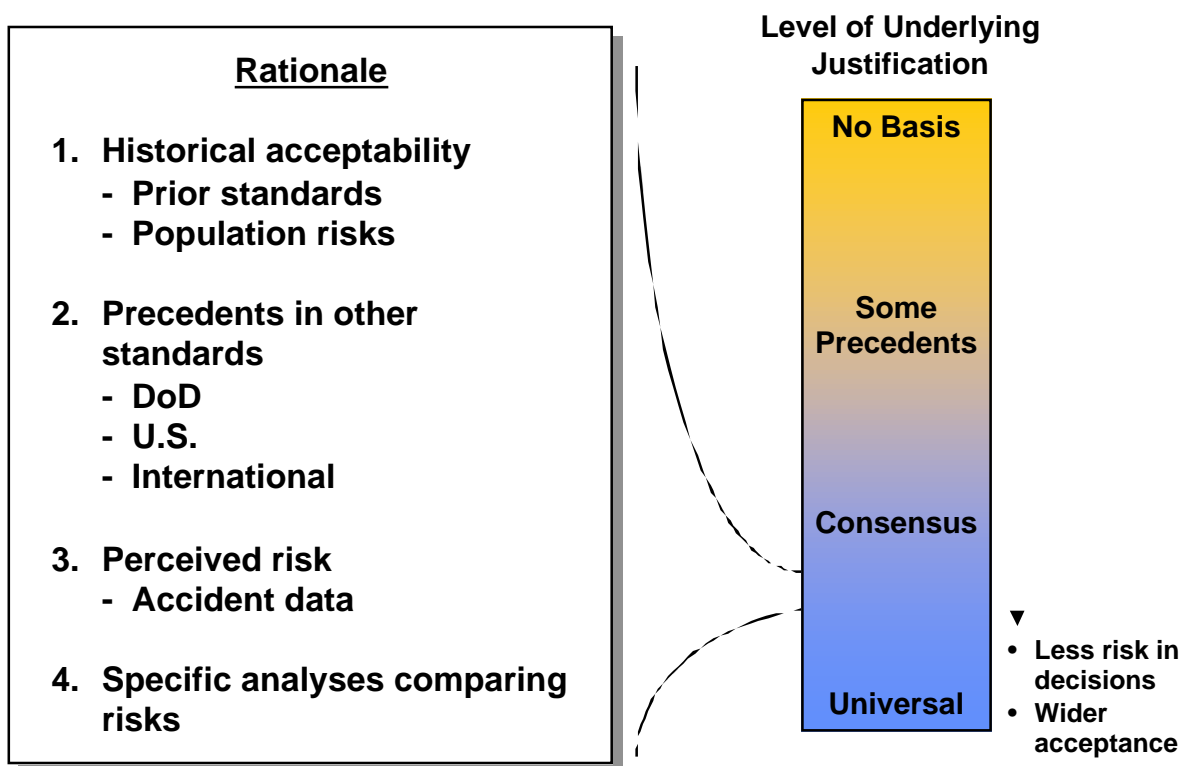 Rationale
1. Historical acceptability
- Prior standards
- Population risks
2. Precedents in other
standards
- DoD
- U.S.
- International
3. Perceived risk
- Accident data
4. Specific analyses comparing
risks
Level of Underlying
Justification
No Basis
Some
Precedents
Consensus
Universal
• Less risk in
decisions
• Wider
acceptance